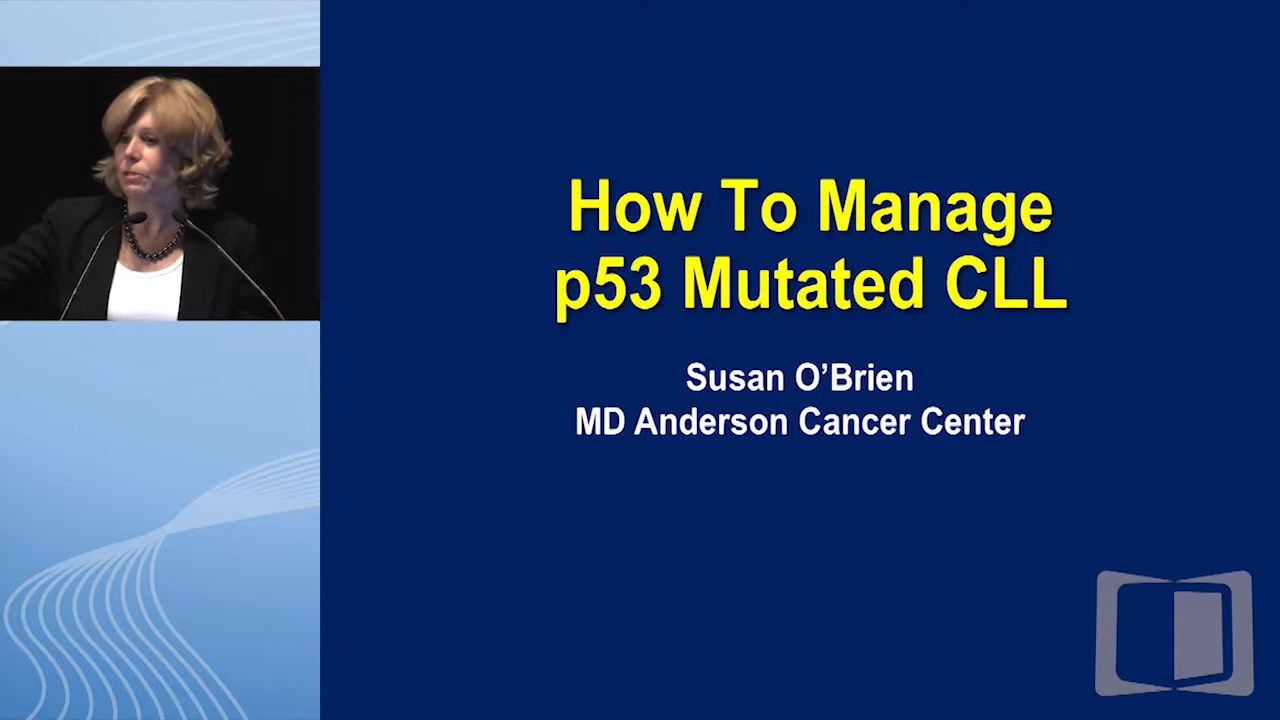 How To Manage
p53 Mutated CLL
Susan O’Brien
MD Anderson Cancer Center